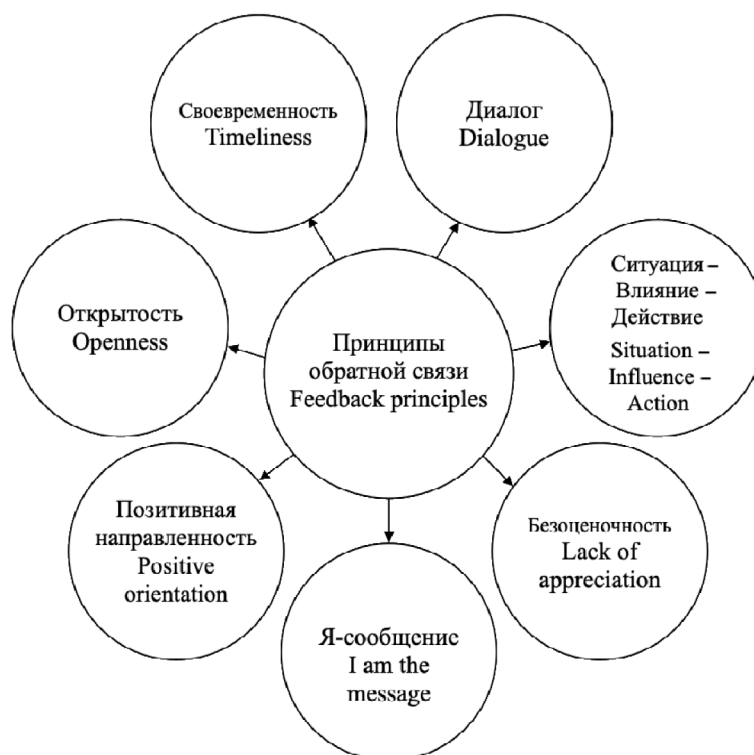 Своевременность
Timeliness
Диалог
Dialogue
Ситуация –
Влияние –
Действие
Situation –
Influence –
Action
Открытость
Openness
Принципы
обратной связи
Feedback principles
Позитивная
направленность
Positive
orientation
Безоценочность
Lack of
appreciation
Я-сообщение
I am the
message